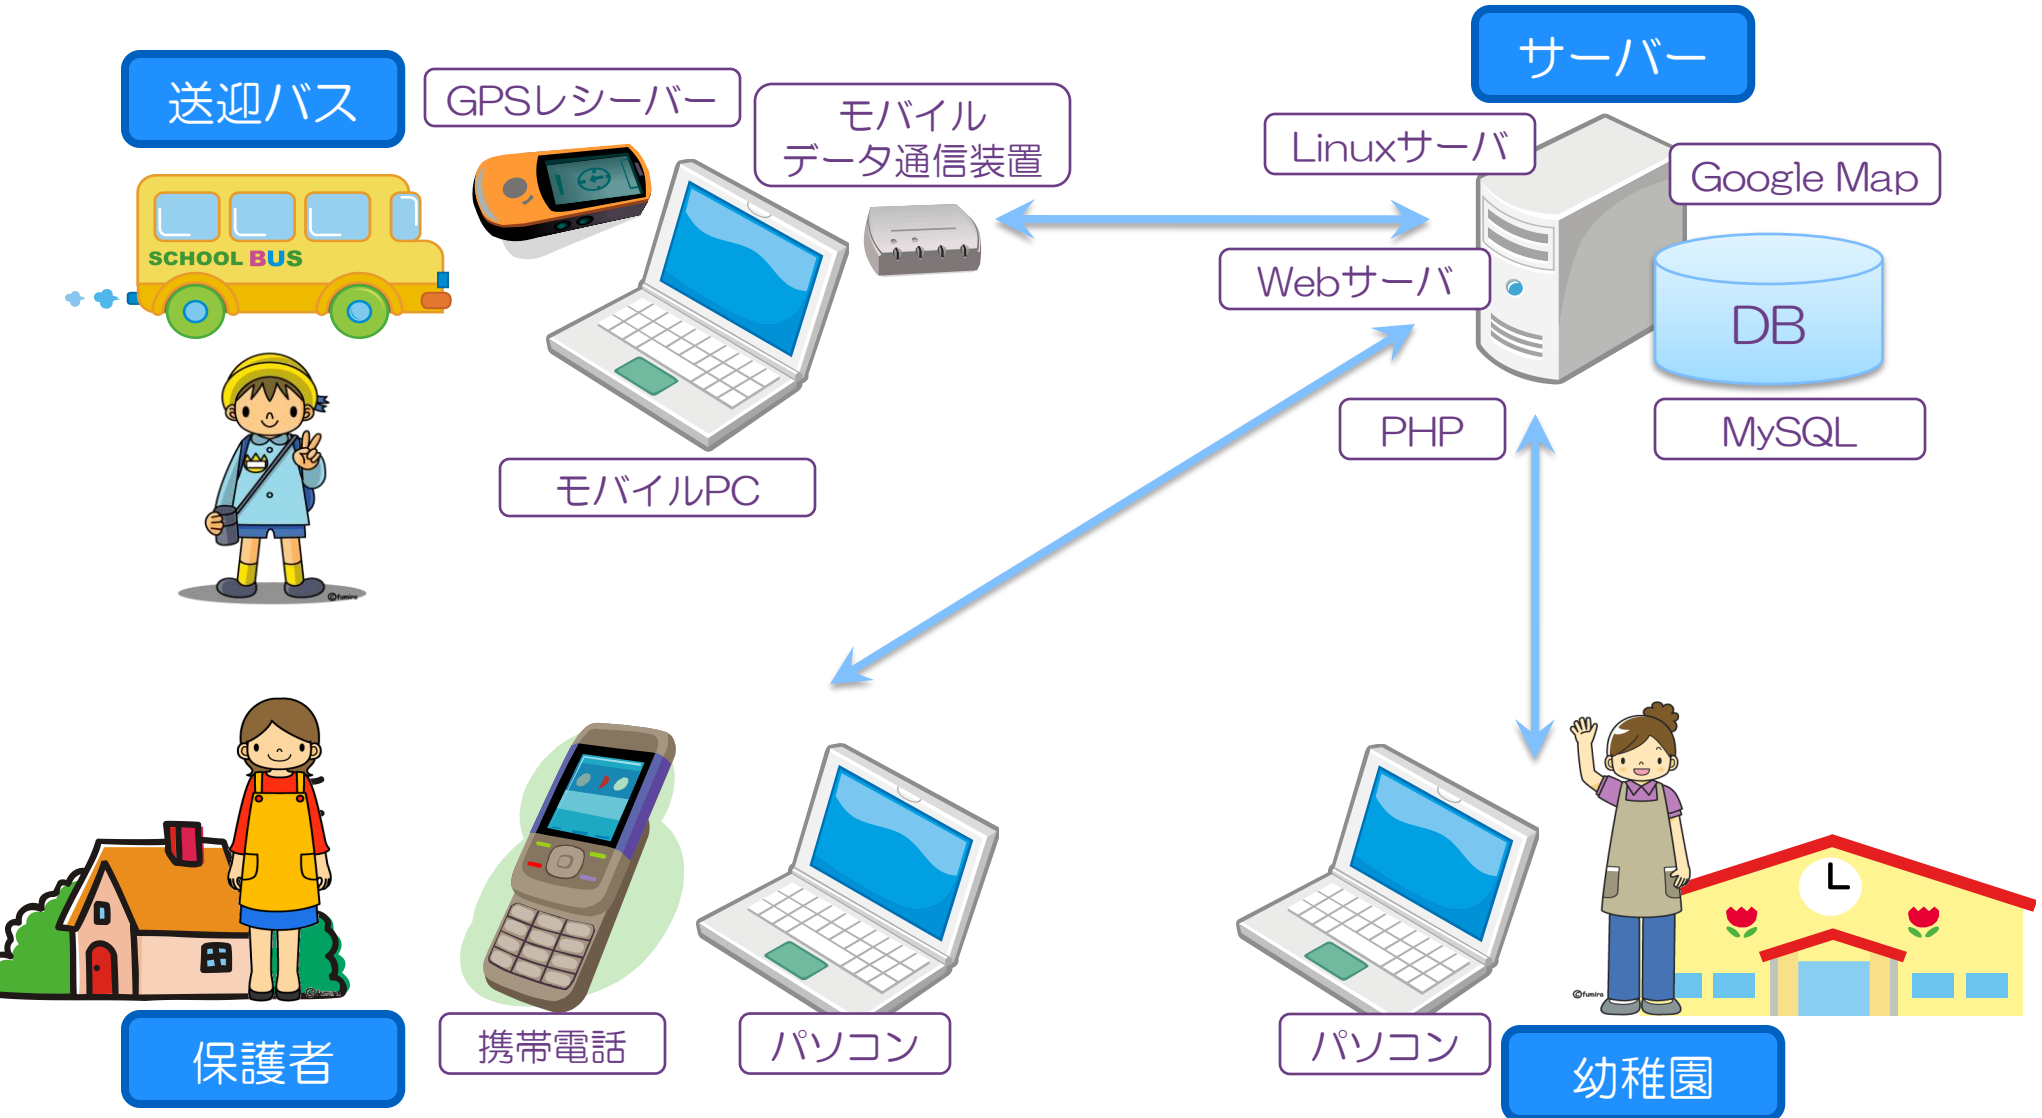 送迎バス
GPSレシーバー
モバイル
データ通信装置
サーバー
Linuxサーバ
Google Map
Webサーバ
DB
SCHOOL BUS
PHP
MySQL
モバイルPC
©fumira
©fumira
©fumira
携帯電話
パソコン
パソコン
保護者
幼稚園